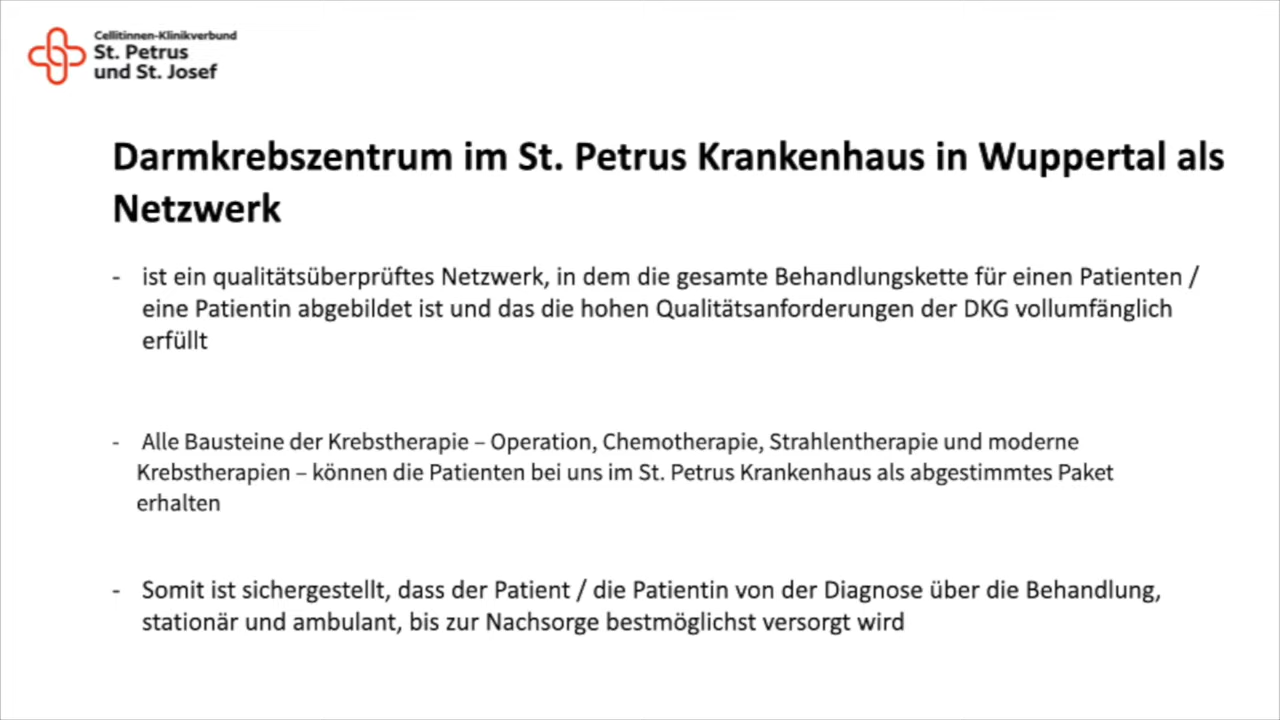 Cellitinnen-Klinikverbund
St. Petrus
und St. Josef
Darmkrebszentrum im St. Petrus Krankenhaus in Wuppertal als
Netzwerk
- ist ein qualitätsüberprüftes Netzwerk, in dem die gesamte Behandlungskette für einen Patienten /
eine Patientin abgebildet ist und das die hohen Qualitätsanforderungen der DKG vollumfänglich
erfüllt
- Alle Bausteine der Krebstherapie – Operation, Chemotherapie, Strahlentherapie und moderne
Krebstherapien – können die Patienten bei uns im St. Petrus Krankenhaus als abgestimmtes Paket
erhalten
- Somit ist sichergestellt, dass der Patient / die Patientin von der Diagnose über die Behandlung,
stationär und ambulant, bis zur Nachsorge bestmöglichst versorgt wird